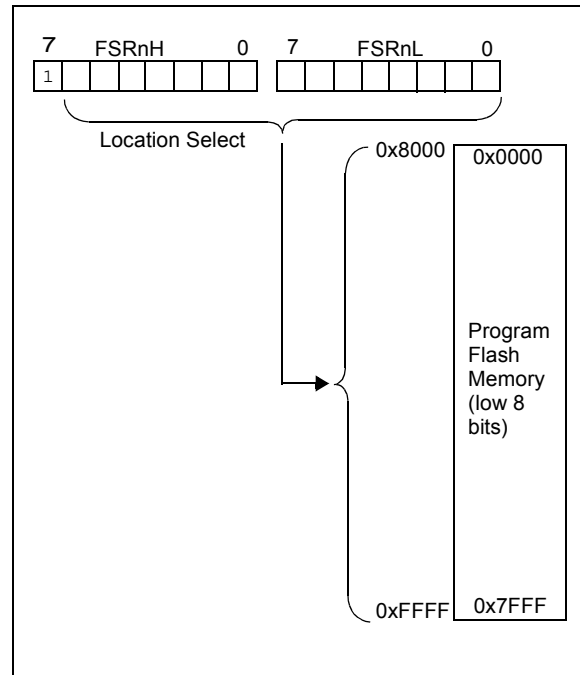 7 FSRnH 0 7 FSRnL 0
1
Location Select
0x8000 0x0000
Program
Flash
Memory
(low 8
bits)
0xFFFF 0x7FFF